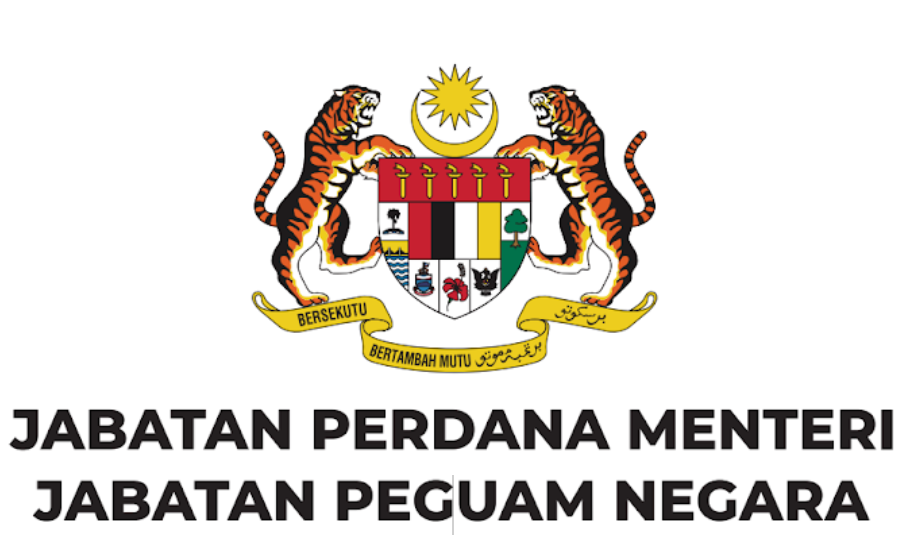 BERSEKUTU
BERTAMBAH MUTU برتمبه موتو
برسکوتو
JABATAN PERDANA MENTERI
JABATAN PEGUAM NEGARA